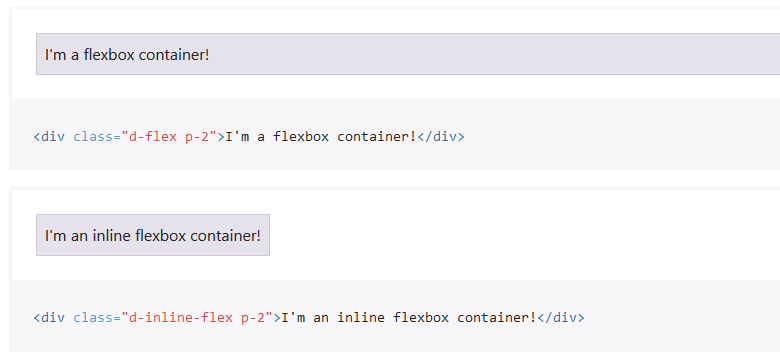 I'm a flexbox container!
<div class="d-flex p-2">I'm a flexbox container!</div>
I'm an inline flexbox container!
<div class="d-inline-flex p-2">I'm an inline flexbox container!</div>